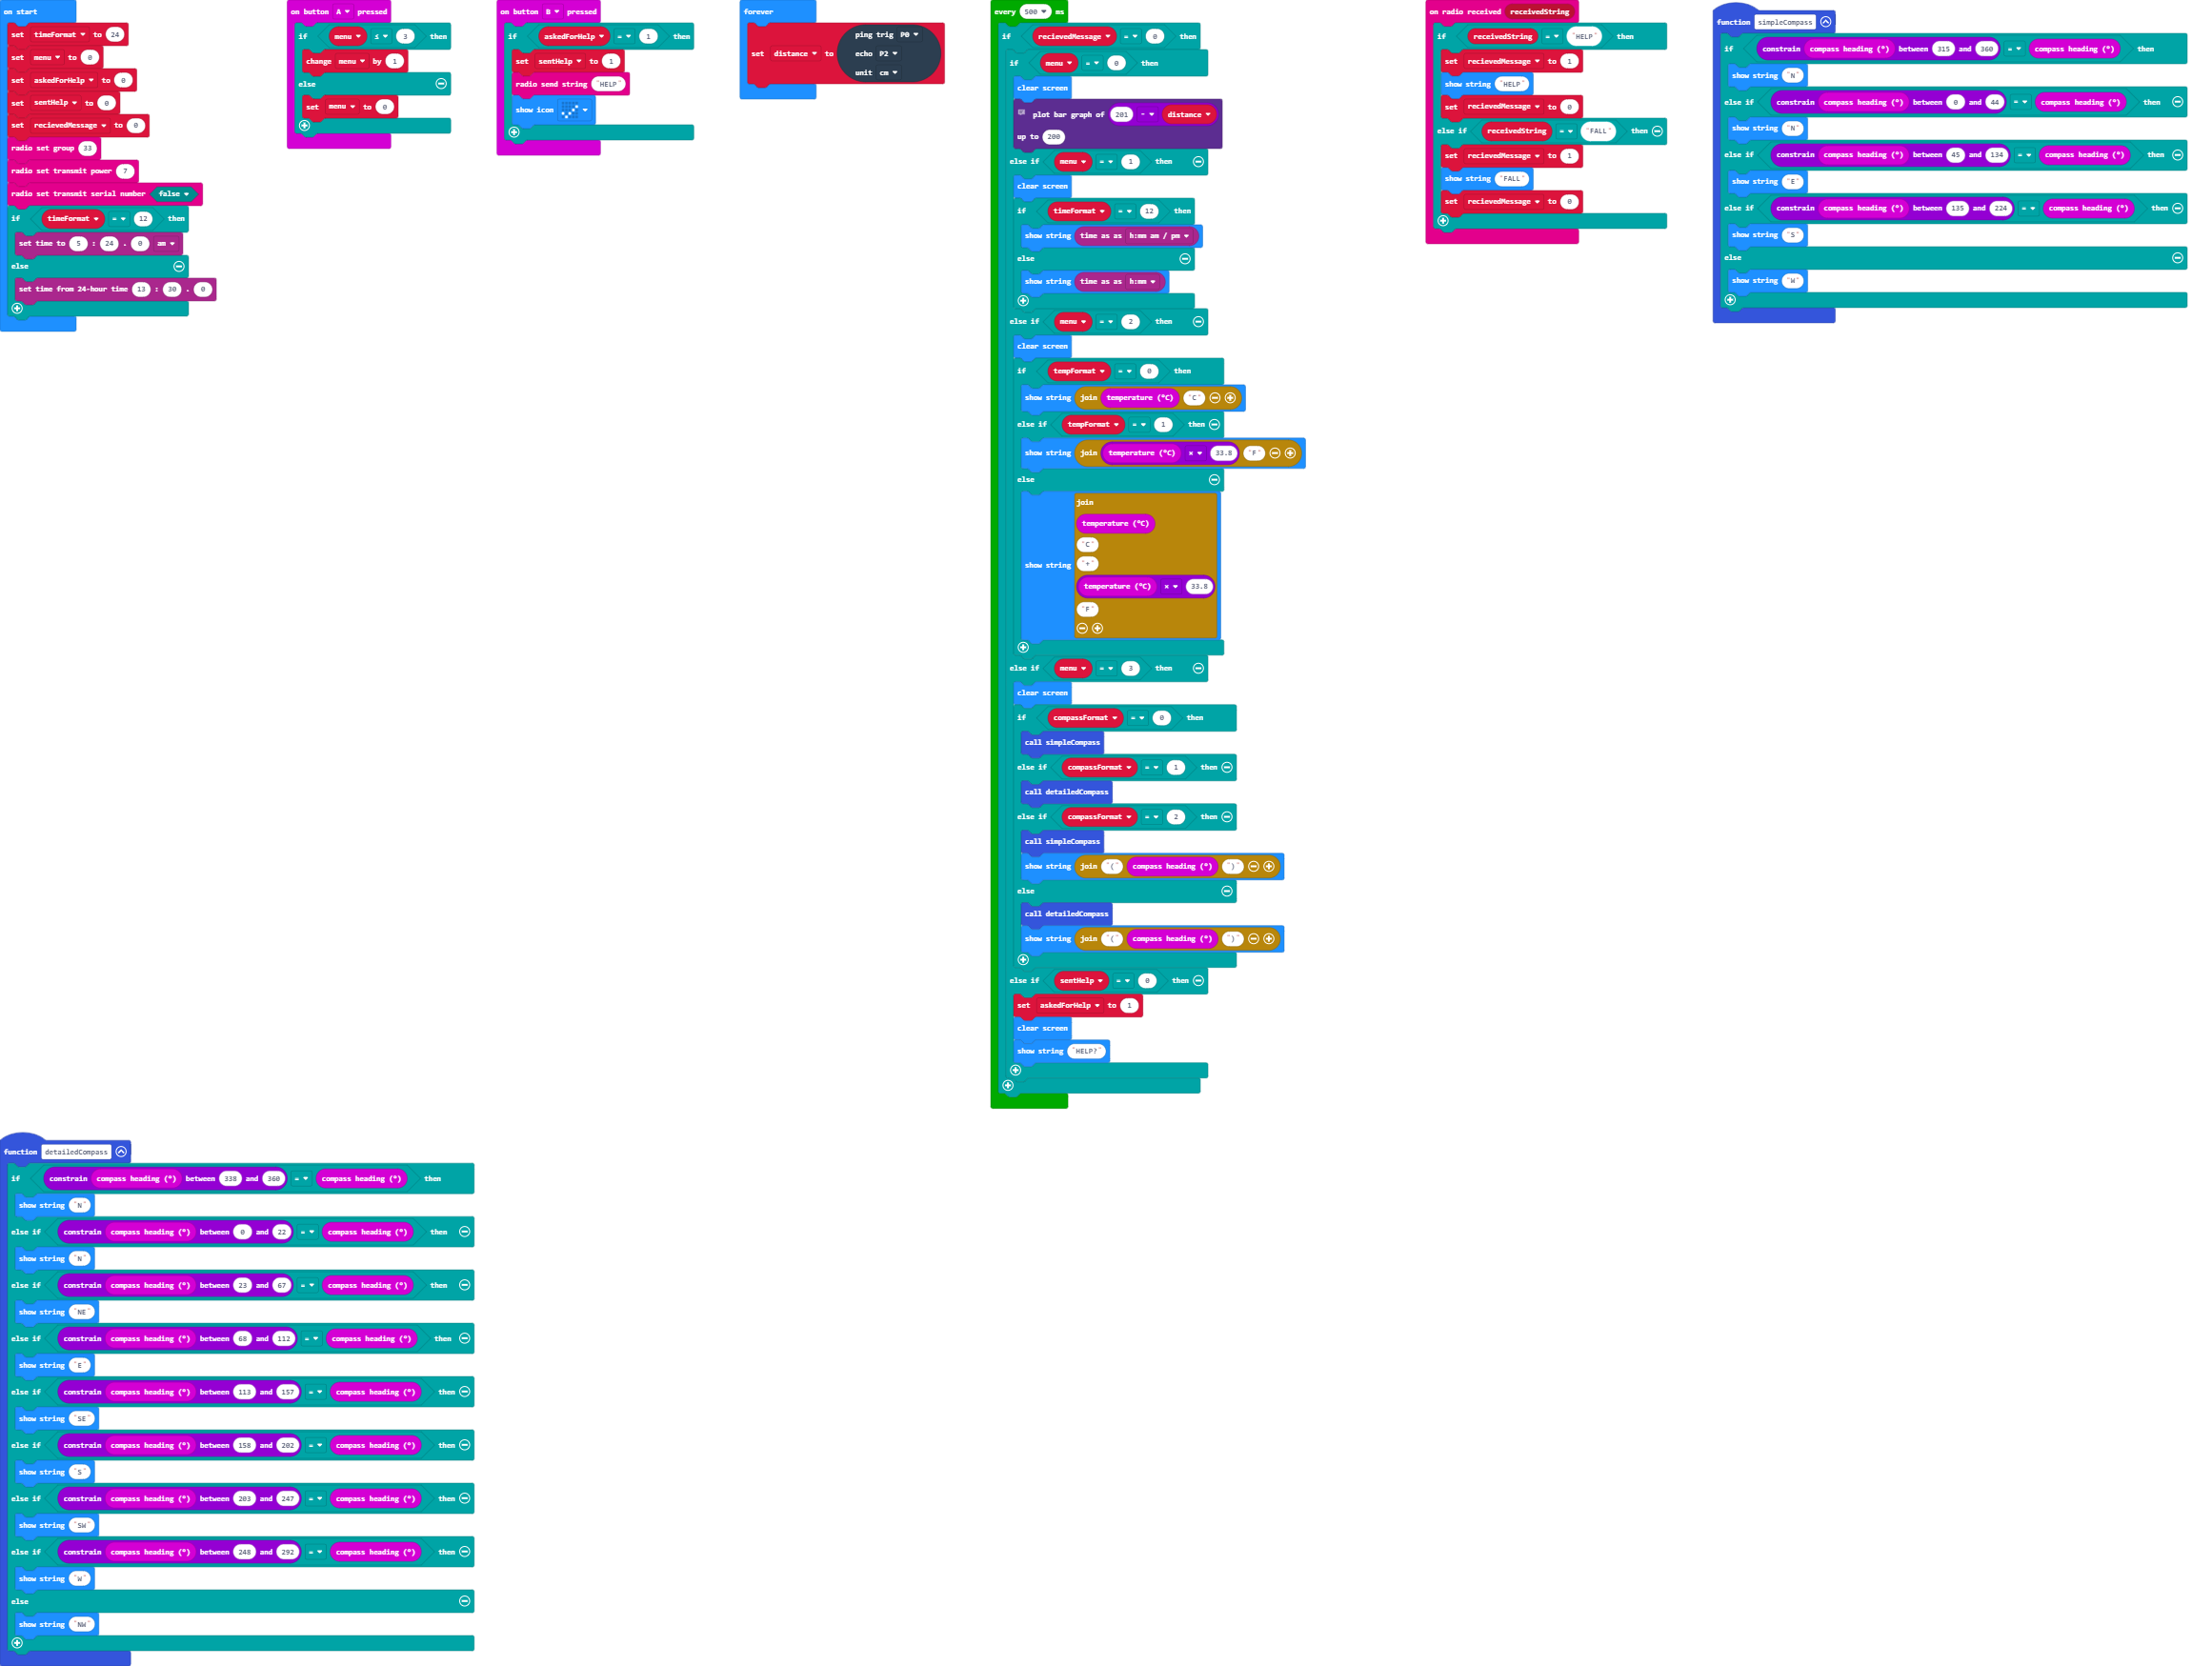 on start
set timeFormat to 24
set menu to 0
set askedForHelp to 0
set sentHelp to 0
set recievedMessage to 0
radio set group 33
radio set transmit power 7
radio set transmit serial number false
if timeFormat = 12 then
set time to 5 : 24 . 0 am
else
set time from 24-hour time 13 : 30 . 0
on button A pressed
if menu ≤ 3 then
change menu by 1
else
set menu to 0
on button B pressed
if askedForHelp = 1 then
set sentHelp to 1
radio send string "HELP"
show icon
forever
set distance to ping trig P0
echo P2
unit cm
every 500 ms
if recievedMessage = 0 then
if menu = 0 then
clear screen
plot bar graph of 201 - distance
up to 200
else if menu = 1 then
clear screen
if timeFormat = 12 then
show string time as as h:mm am / pm
else
show string time as as h:mm
else if menu = 2 then
clear screen
if tempFormat = 0 then
show string join temperature (°C) "C"
else if tempFormat = 1 then
show string join temperature (°C) × 33.8 "F"
else
show string join
temperature (°C)
"C"
"+"
temperature (°C) × 33.8
"F"
else if menu = 3 then
clear screen
if compassFormat = 0 then
call simpleCompass
else if compassFormat = 1 then
call detailedCompass
else if compassFormat = 2 then
call simpleCompass
show string join "(" compass heading (°) ")"
else
call detailedCompass
show string join "(" compass heading (°) ")"
else if sentHelp = 0 then
set askedForHelp to 1
clear screen
show string "HELP?"
on radio received receivedString
if receivedString = "HELP" then
set recievedMessage to 1
show string "HELP"
set recievedMessage to 0
else if receivedString = "FALL" then
set recievedMessage to 1
show string "FALL"
set recievedMessage to 0
function simpleCompass
if constrain compass heading (°) between 315 and 360 = compass heading (°) then
show string "N"
else if constrain compass heading (°) between 0 and 44 = compass heading (°) then
show string "N"
else if constrain compass heading (°) between 45 and 134 = compass heading (°) then
show string "E"
else if constrain compass heading (°) between 135 and 224 = compass heading (°) then
show string "S"
else
show string "W"
function detailedCompass
if constrain compass heading (°) between 338 and 360 = compass heading (°) then
show string "N"
else if constrain compass heading (°) between 0 and 22 = compass heading (°) then
show string "N"
else if constrain compass heading (°) between 23 and 67 = compass heading (°) then
show string "NE"
else if constrain compass heading (°) between 68 and 112 = compass heading (°) then
show string "E"
else if constrain compass heading (°) between 113 and 157 = compass heading (°) then
show string "SE"
else if constrain compass heading (°) between 158 and 202 = compass heading (°) then
show string "S"
else if constrain compass heading (°) between 203 and 247 = compass heading (°) then
show string "SW"
else if constrain compass heading (°) between 248 and 292 = compass heading (°) then
show string "W"
else
show string "NW"